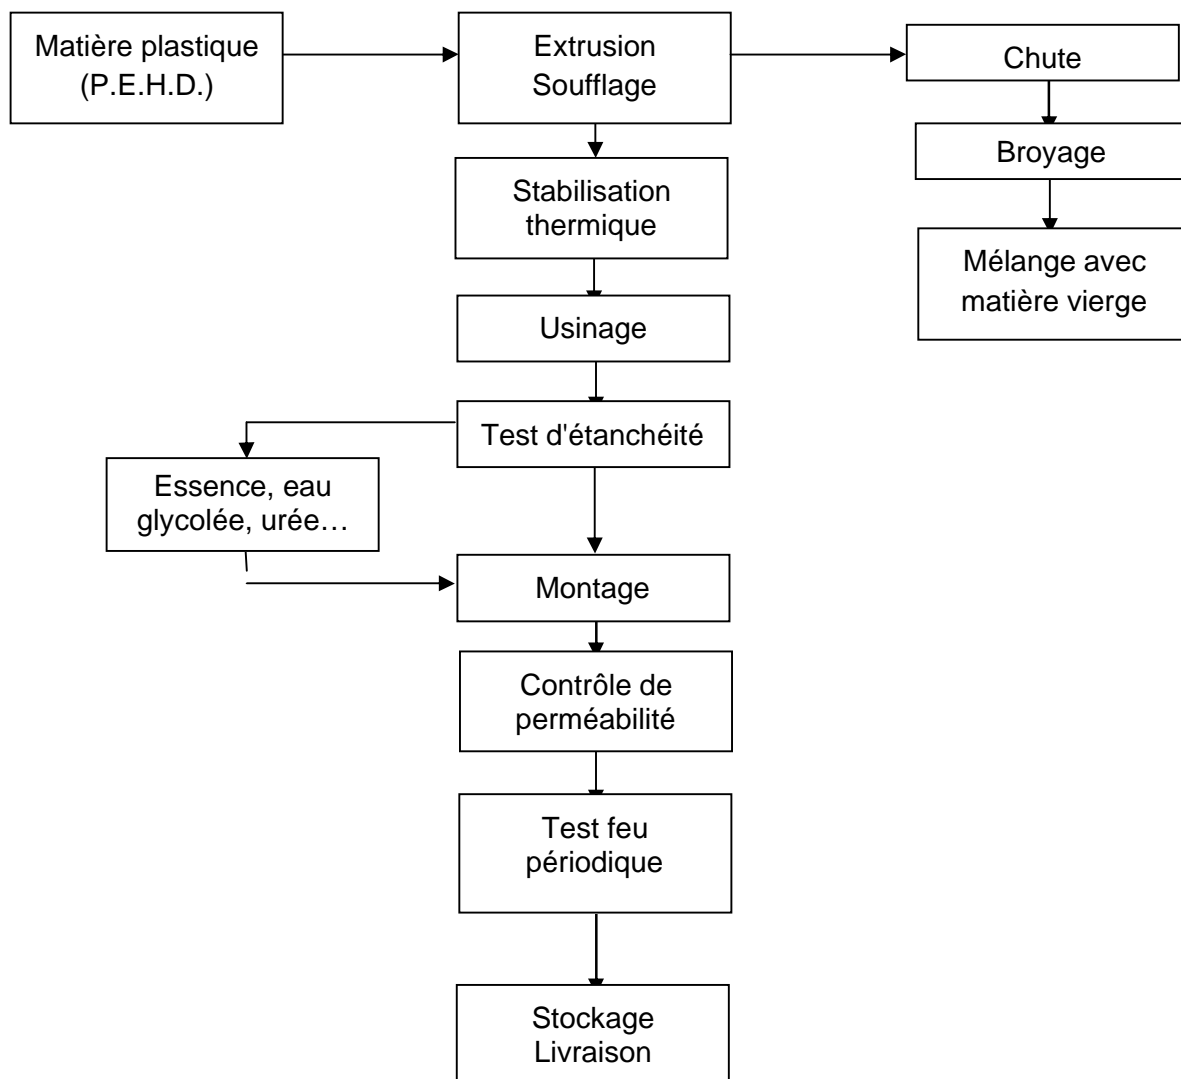 Matière plastique
(P.E.H.D.)
Extrusion
Soufflage
Chute
Broyage
Mélange avec
matière vierge
Stabilisation
thermique
Usinage
Test d'étanchéité
Essence, eau
glycolée, urée…
Montage
Contrôle de
perméabilité
Test feu
périodique
Stockage
Livraison